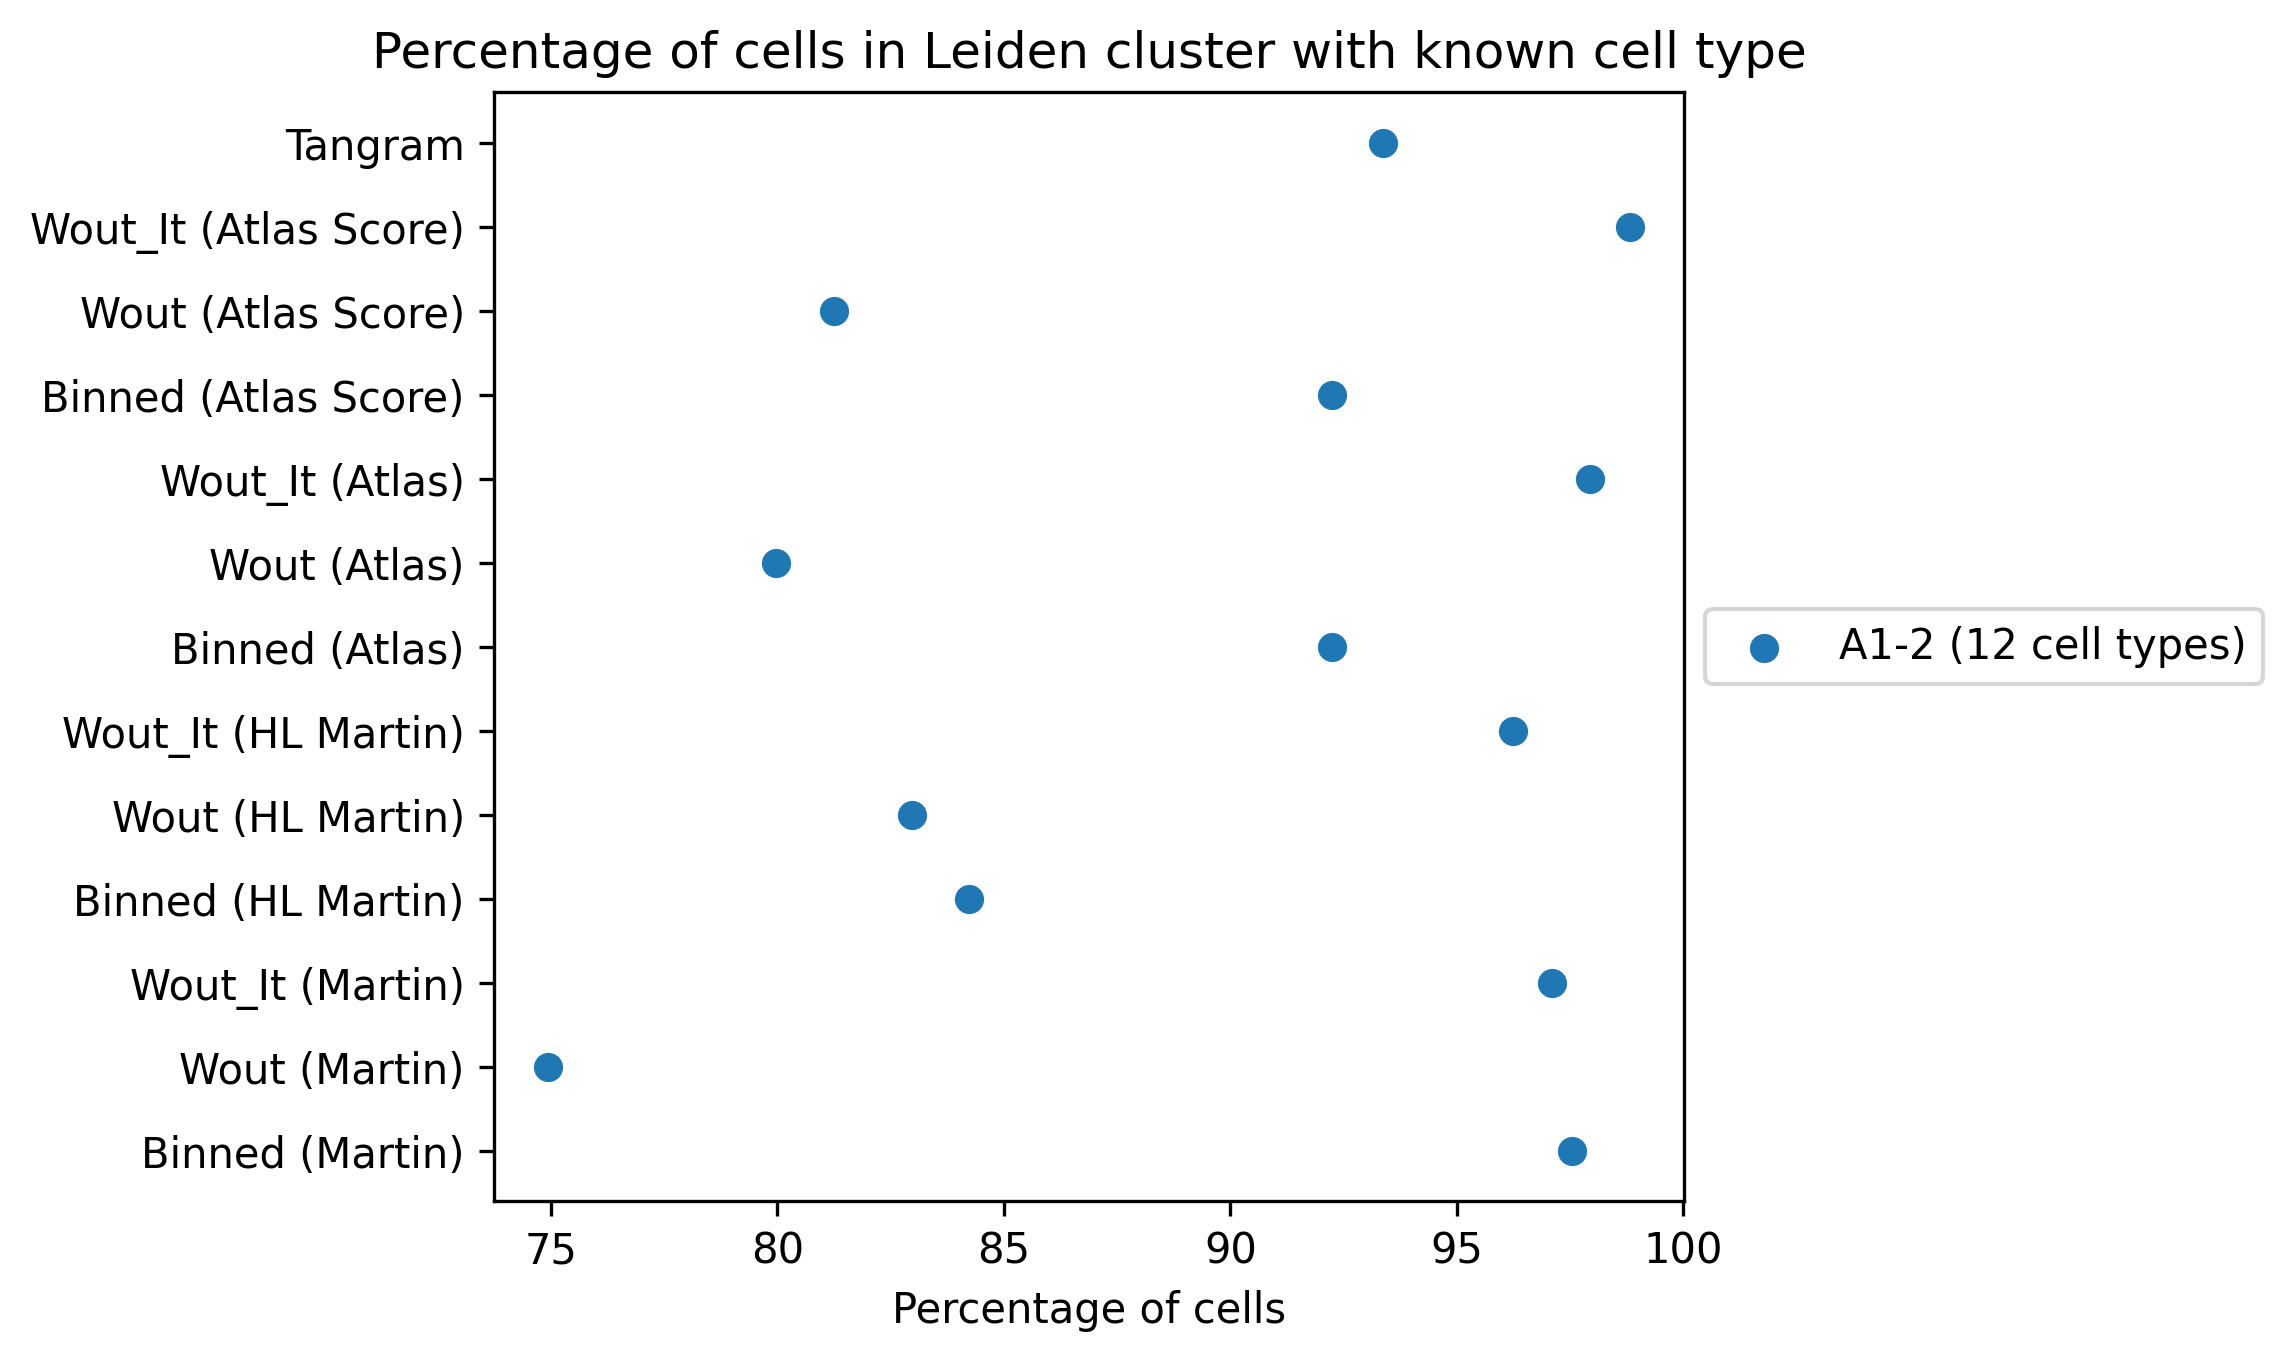 Percentage of cells in Leiden cluster with known cell type
Tangram
Wout_It (Atlas Score)
Wout (Atlas Score)
Binned (Atlas Score)
Wout_It (Atlas)
Wout (Atlas)
Binned (Atlas)
Wout_It (HL Martin)
Wout (HL Martin)
Binned (HL Martin)
Wout_It (Martin)
Wout (Martin)
Binned (Martin)
75 80 85 90 95 100
Percentage of cells
A1-2 (12 cell types)